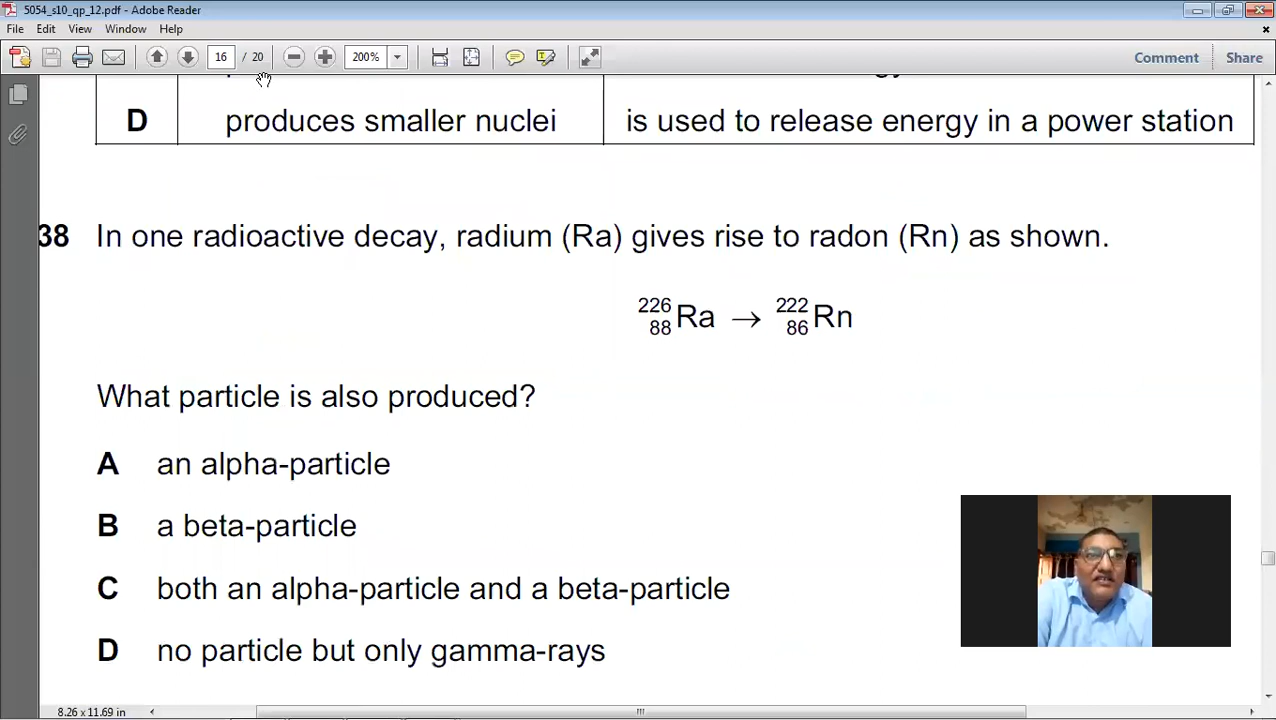 5054_s10_qp_12.pdf - Adobe Reader
File Edit View Window Help
16 / 20 200% Comment Share
D produces smaller nuclei is used to release energy in a power station
38 In one radioactive decay, radium (Ra) gives rise to radon (Rn) as shown.
226 88 Ra → 222 86 Rn
What particle is also produced?
A an alpha-particle
B a beta-particle
C both an alpha-particle and a beta-particle
D no particle but only gamma-rays
8.26 x 11.69 in